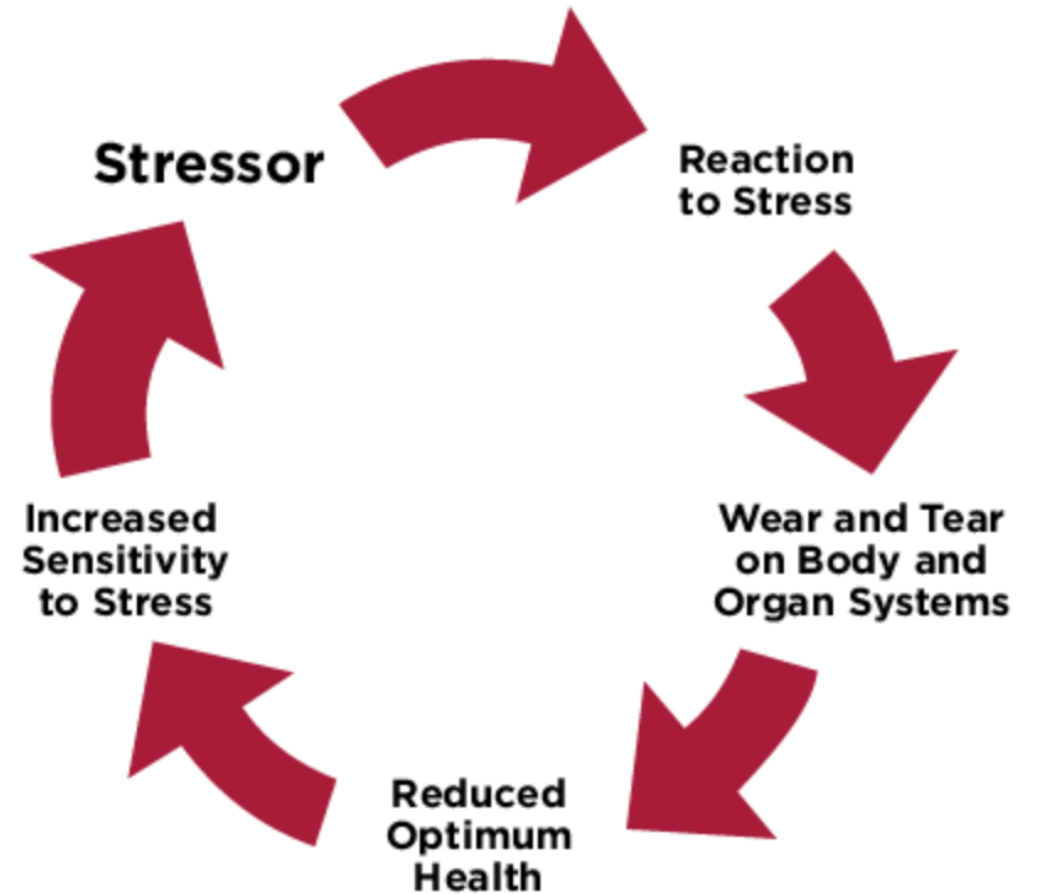 Stressor
Reaction
to Stress
Wear and Tear
on Body and
Organ Systems
Reduced
Optimum
Health
Increased
Sensitivity
to Stress